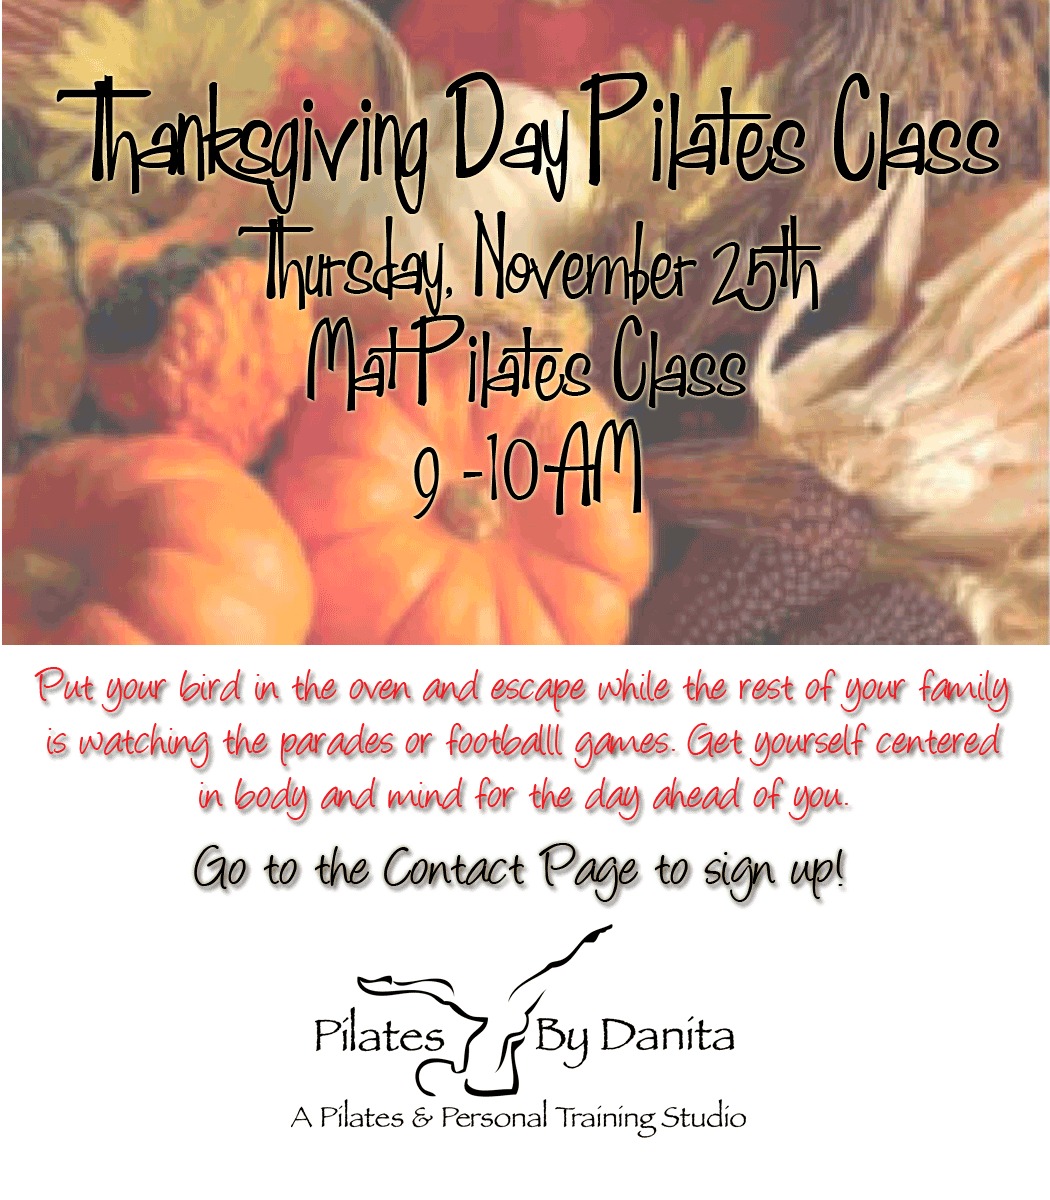 Thanksgiving Day Pilates Class
Thursday, November 25th
Mat Pilates Class
9 -10 AM
Put your bird in the oven and escape while the rest of your family
is watching the parades or footballl games. Get yourself centered
in body and mind for the day ahead of you.
Go to the Contact Page to sign up!
Pilates By Danita
A Pilates & Personal Training Studio